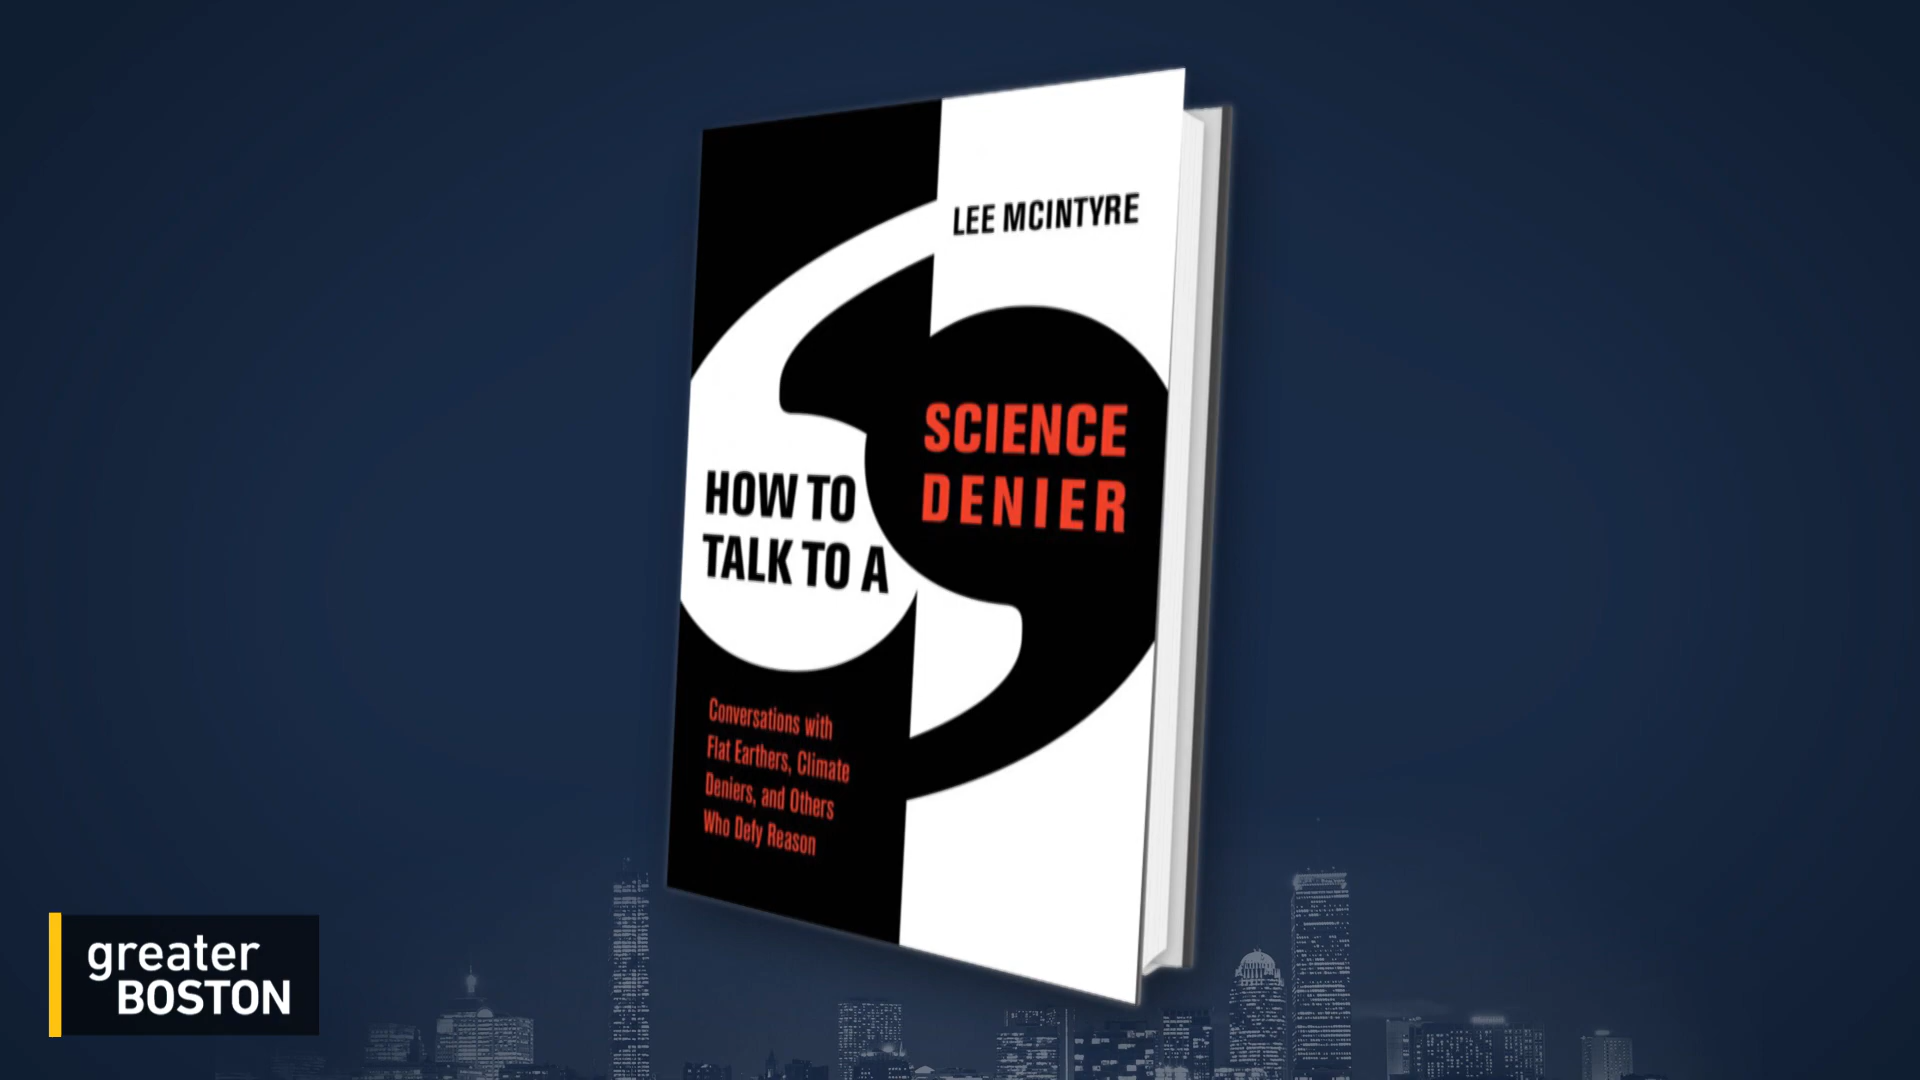 LEE MCINTYRE
HOW TO
TALK TO A
SCIENCE
DENIER
Conversations with
Flat Earthers, Climate
Deniers, and Others
Who Defy Reason
greater
BOSTON